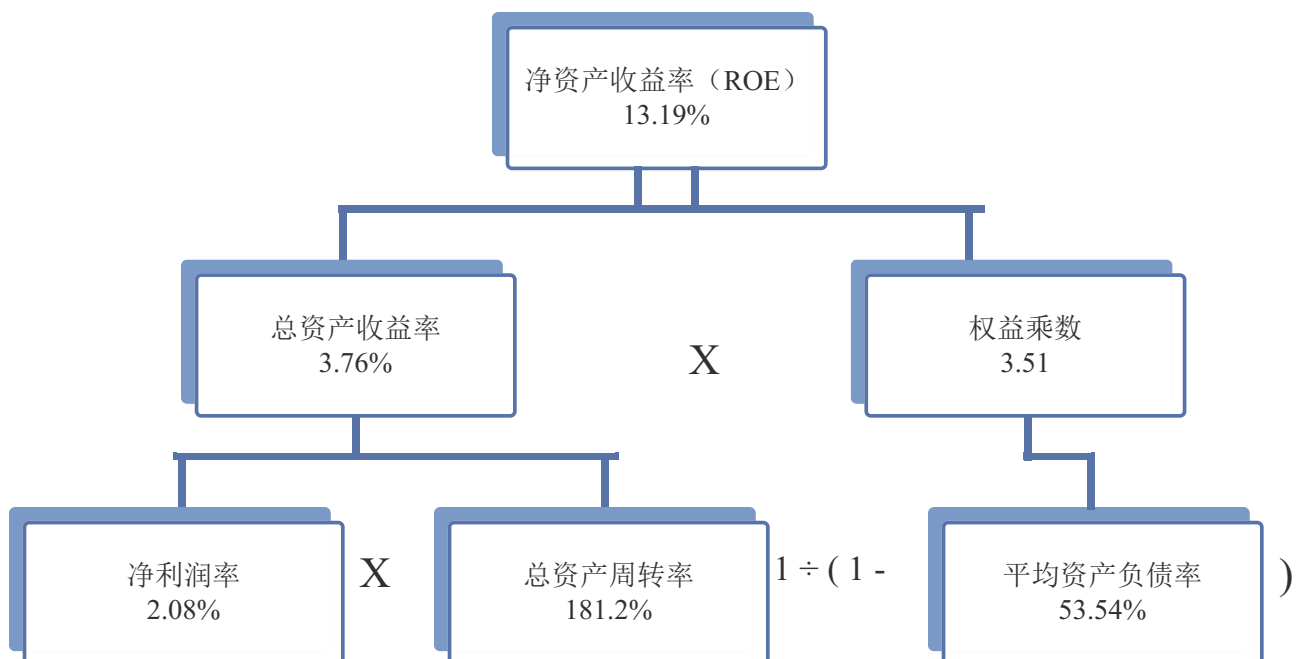 净资产收益率（ROE）
13.19%
总资产收益率
3.76%
X
权益乘数
3.51
净利润率
2.08%
X
总资产周转率
181.2%
1 ÷ ( 1 -
平均资产负债率
53.54%
)